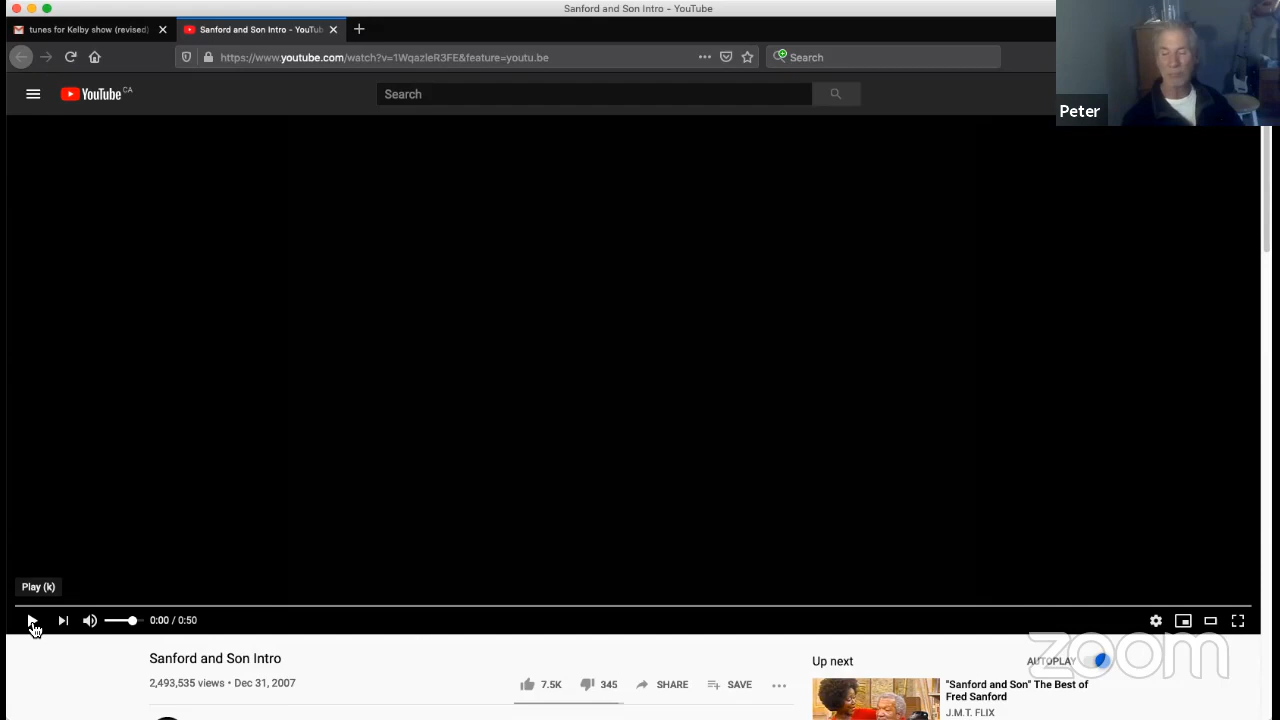 Sanford and Son Intro - YouTube
tunes for Kelby show (revised)
Sanford and Son Intro - YouTub
https://www.youtube.com/watch?v=1WqazleR3FE&feature=youtu.be
Search
YouTube CA
Search
Peter
Play (k)
0:00 / 0:50
Sanford and Son Intro
2,493,535 views • Dec 31, 2007
7.5K
345
SHARE
SAVE
Up next
AUTOPLAY
"Sanford and Son" The Best of
Fred Sanford
J.M.T. FLIX
zoom